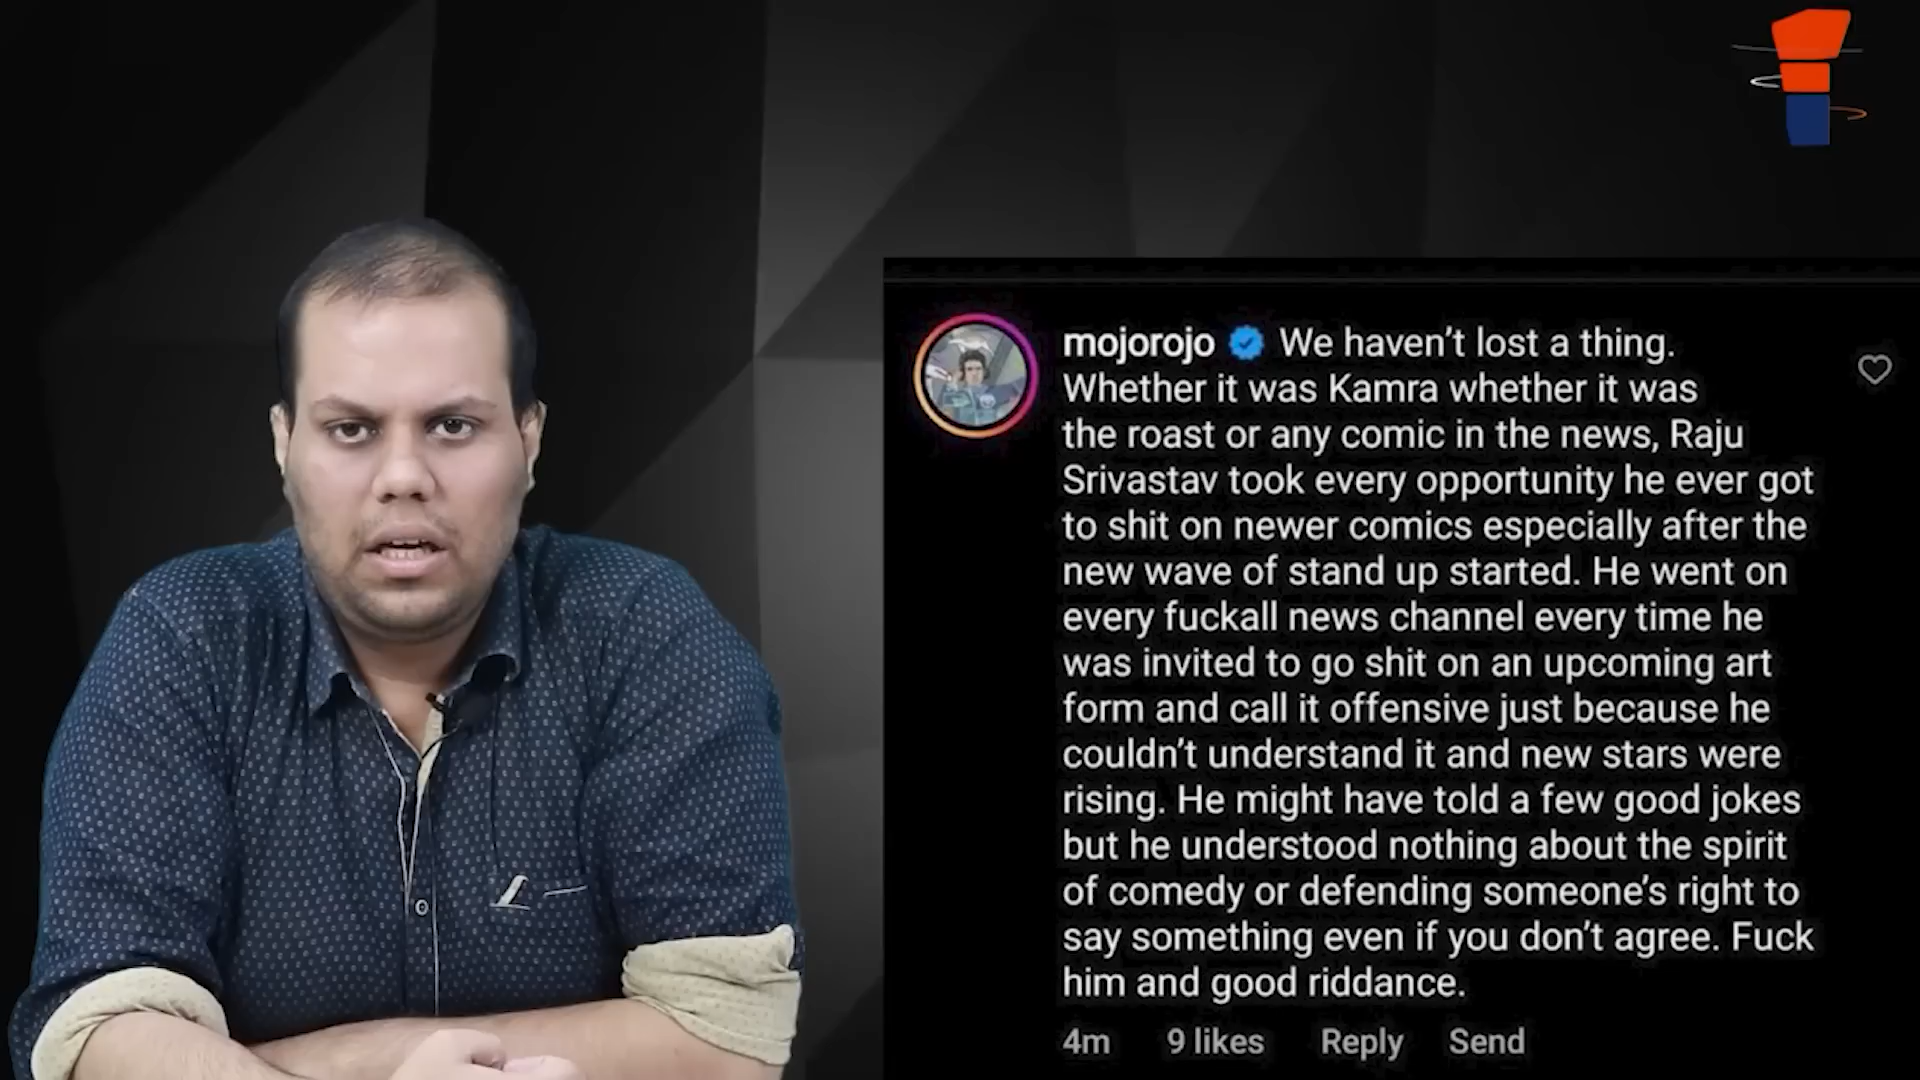 mojorojo We haven’t lost a thing.
Whether it was Kamra whether it was
the roast or any comic in the news, Raju
Srivastav took every opportunity he ever got
to shit on newer comics especially after the
new wave of stand up started. He went on
every fuckall news channel every time he
was invited to go shit on an upcoming art
form and call it offensive just because he
couldn’t understand it and new stars were
rising. He might have told a few good jokes
but he understood nothing about the spirit
of comedy or defending someone’s right to
say something even if you don’t agree. Fuck
him and good riddance.
4m 9 likes Reply Send